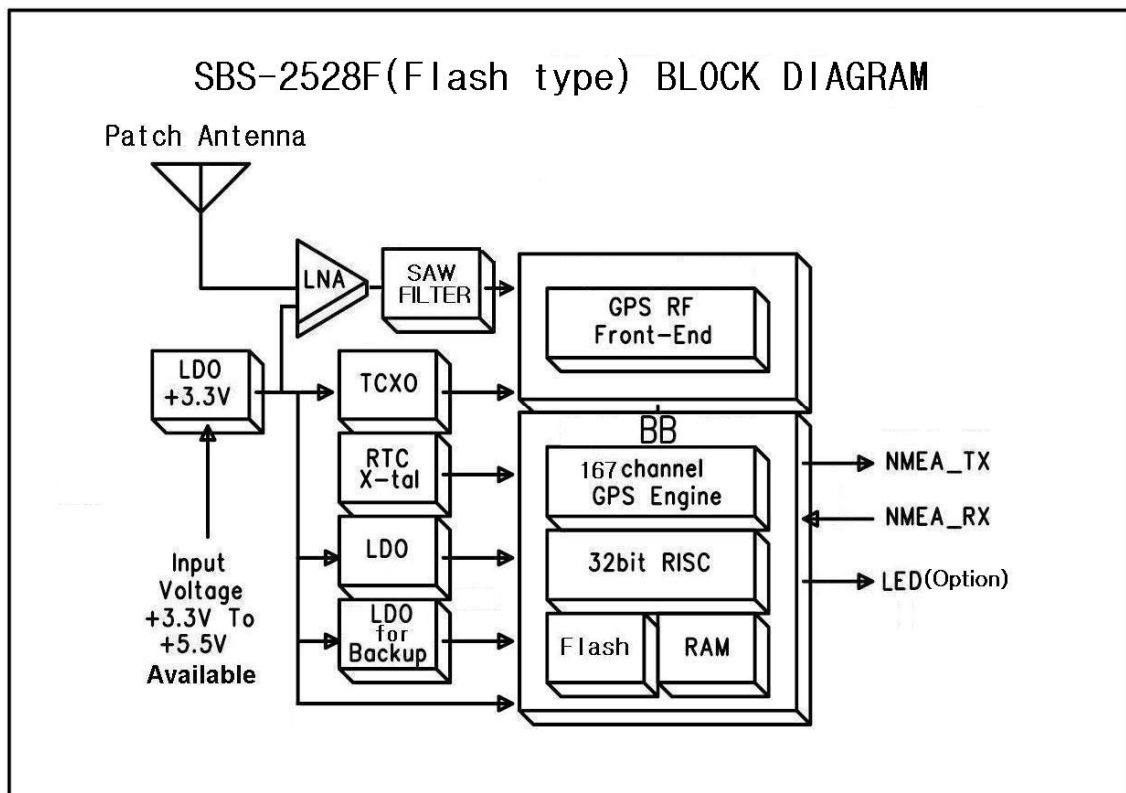 SBS-2528F(Flash type) BLOCK DIAGRAM
Patch Antenna
LNA
SAW
FILTER
GPS RF
Front-End
LDO
+3.3V
TCXO
BB
RTC
X-tal
167 channel
GPS Engine
NMEA_TX
NMEA_RX
LDO
32bit RISC
LED(Option)
Input
Voltage
+3.3V To
+5.5V
Available
LDO
for
Backup
Flash
RAM